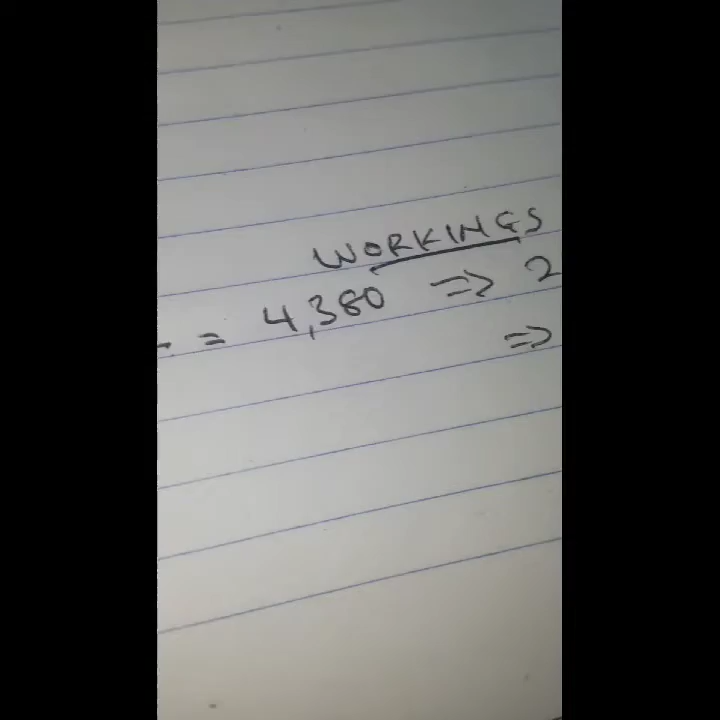 WORKINGS
- = 4,380 => 2
=>